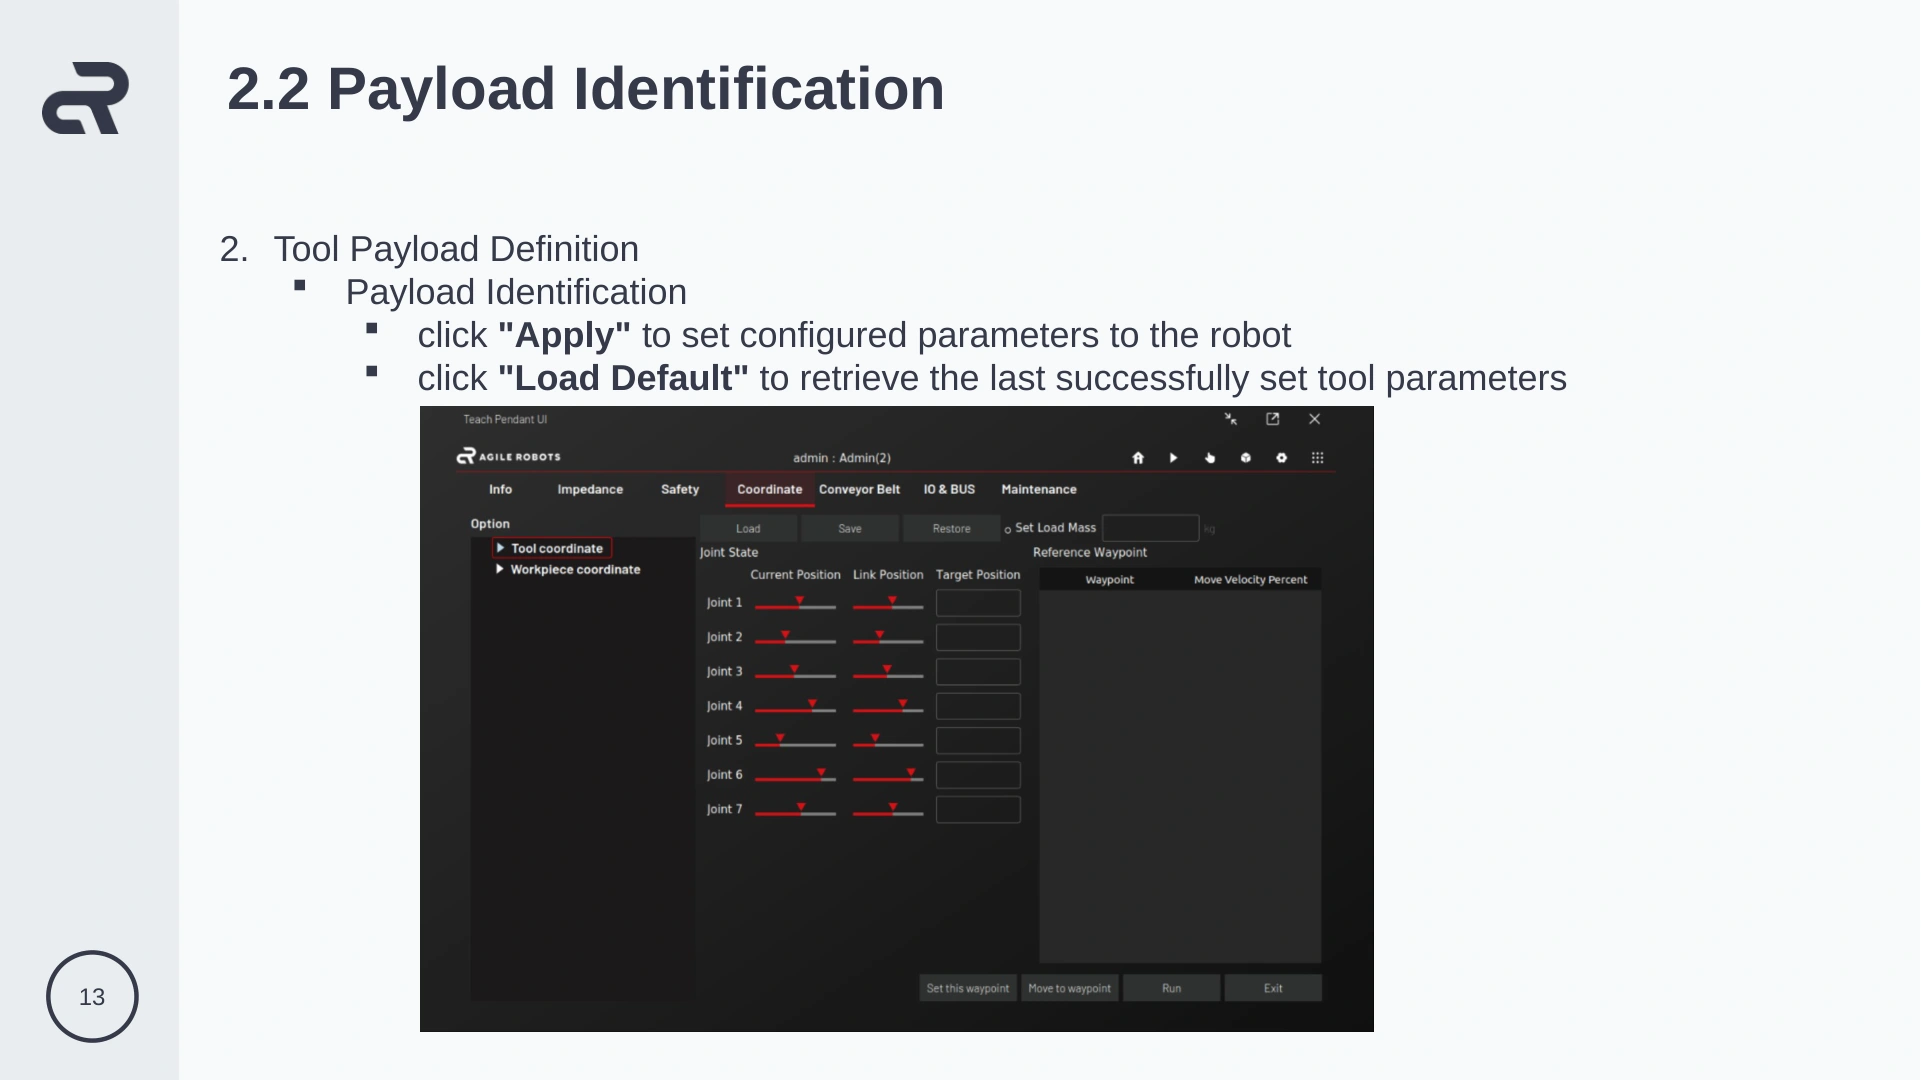 2.2 Payload Identification
2. Tool Payload Definition
▪ Payload Identification
▪ click "Apply" to set configured parameters to the robot
▪ click "Load Default" to retrieve the last successfully set tool parameters
Teach Pendant UI
AGILE ROBOTS
admin : Admin(2)
Info Impedance Safety Coordinate Conveyor Belt IO & BUS Maintenance
Option
Load Save Restore Set Load Mass kg
Tool coordinate
Workpiece coordinate
Joint State Reference Waypoint
Current Position Link Position Target Position Waypoint Move Velocity Percent
Joint 1
Joint 2
Joint 3
Joint 4
Joint 5
Joint 6
Joint 7
Set this waypoint Move to waypoint Run Exit
13